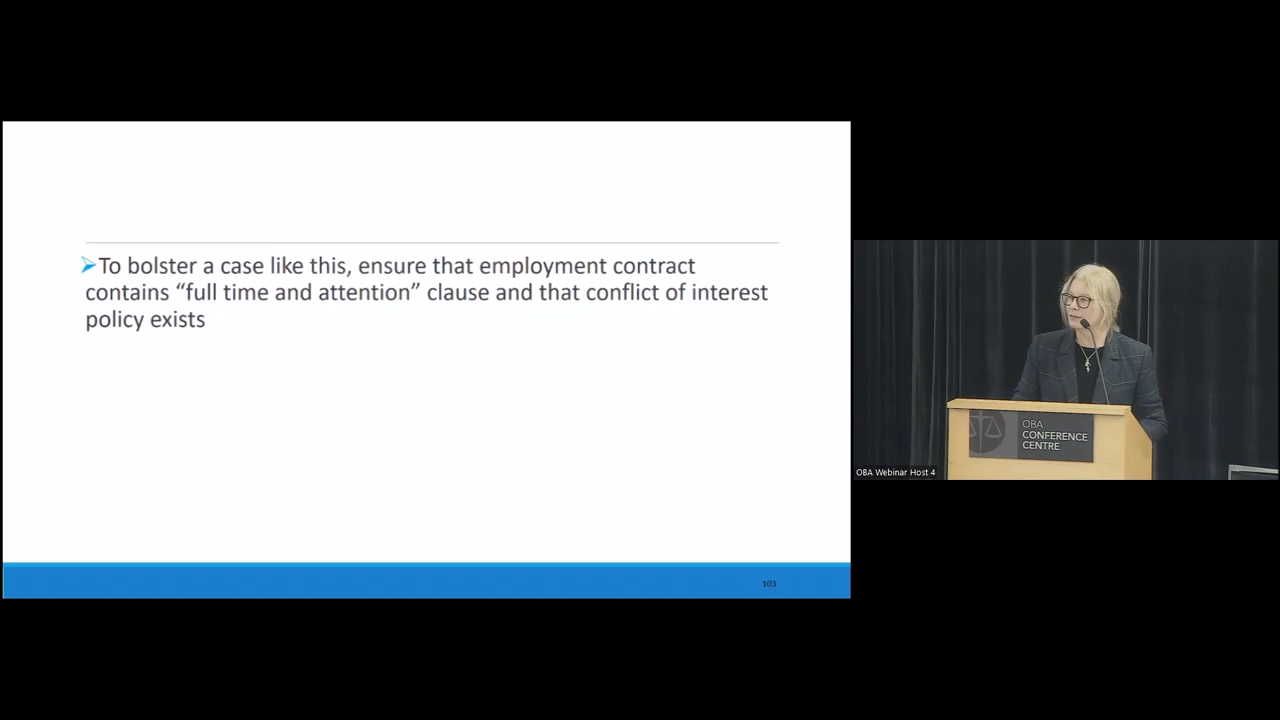 ➢To bolster a case like this, ensure that employment contract
contains “full time and attention” clause and that conflict of interest
policy exists
103
OBA
CONFERENCE
CENTRE
OBA Webinar Host 4